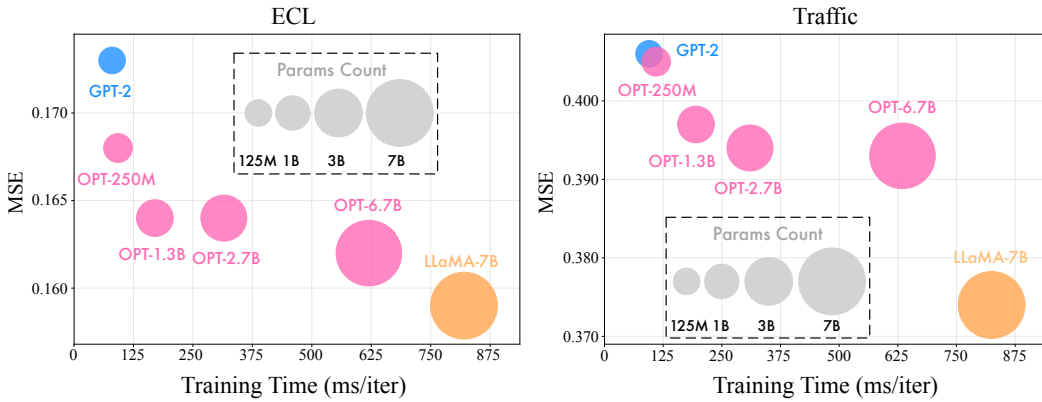 ECL
MSE
0.170
0.165
0.160
GPT-2
OPT-250M
OPT-1.3B
OPT-2.7B
OPT-6.7B
LLaMA-7B
Params Count
125M 1B 3B 7B
0 125 250 375 500 625 750 875
Training Time (ms/iter)
Traffic
MSE
0.400
0.390
0.380
0.370
GPT-2
OPT-250M
OPT-1.3B
OPT-2.7B
OPT-6.7B
LLaMA-7B
Params Count
125M 1B 3B 7B
0 125 250 375 500 625 750 875
Training Time (ms/iter)